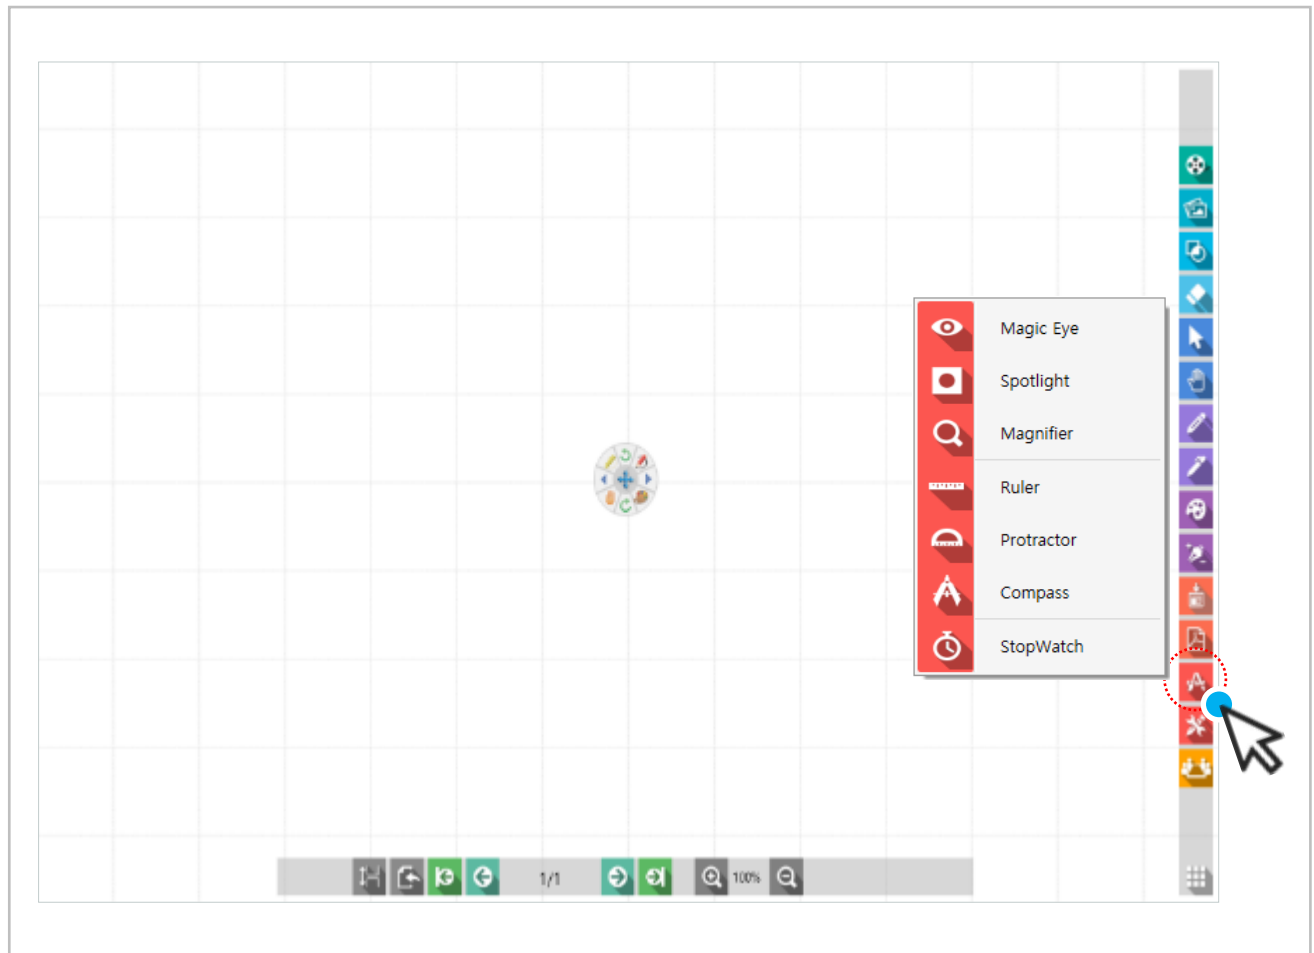 Magic Eye
Spotlight
Magnifier
Ruler
Protractor
Compass
StopWatch
1/1
100%